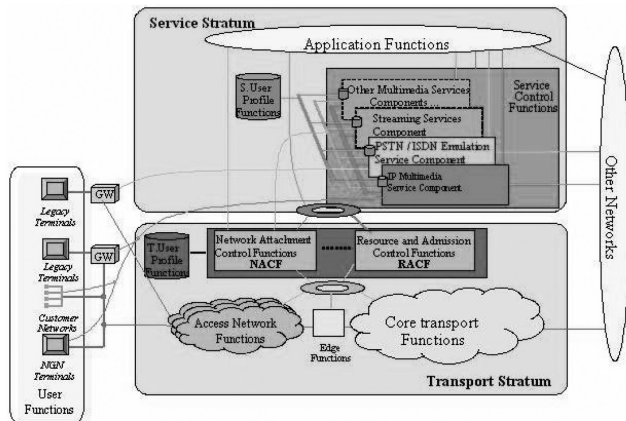 Service Stratum
Application Functions
S.User
Profile
Functions
Other Multimedia Services
Components ...
Streaming Services
Component
PSTN / ISDN Emulation
Service Component
IP Multimedia
Service Component
Service
Control
Functions
Other Networks
GW
Legacy
Terminals
GW
Legacy
Terminals
Customer
Networks
NGN
Terminals
User
Functions
T.User
Profile
Functions
Network Attachment
Control Functions
NACF
Resource and Admission
Control Functions
RACF
Access Network
Functions
Edge
Functions
Core transport
Functions
Transport Stratum